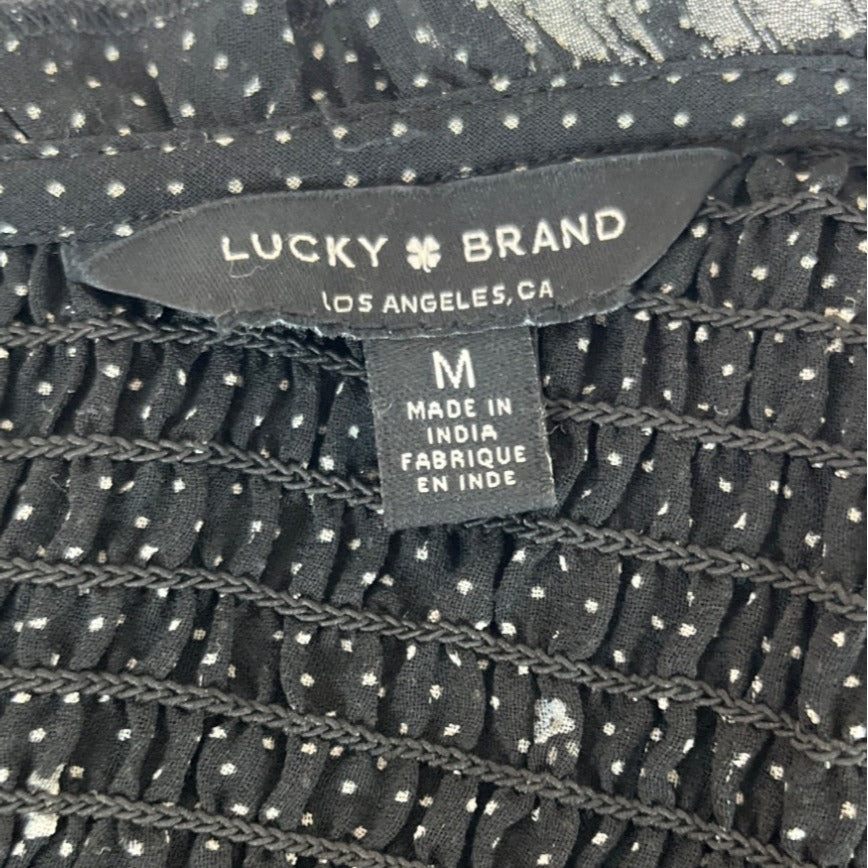 LUCKY BRAND
LOS ANGELES, CA
M
MADE IN
INDIA
FABRIQUE
EN INDE